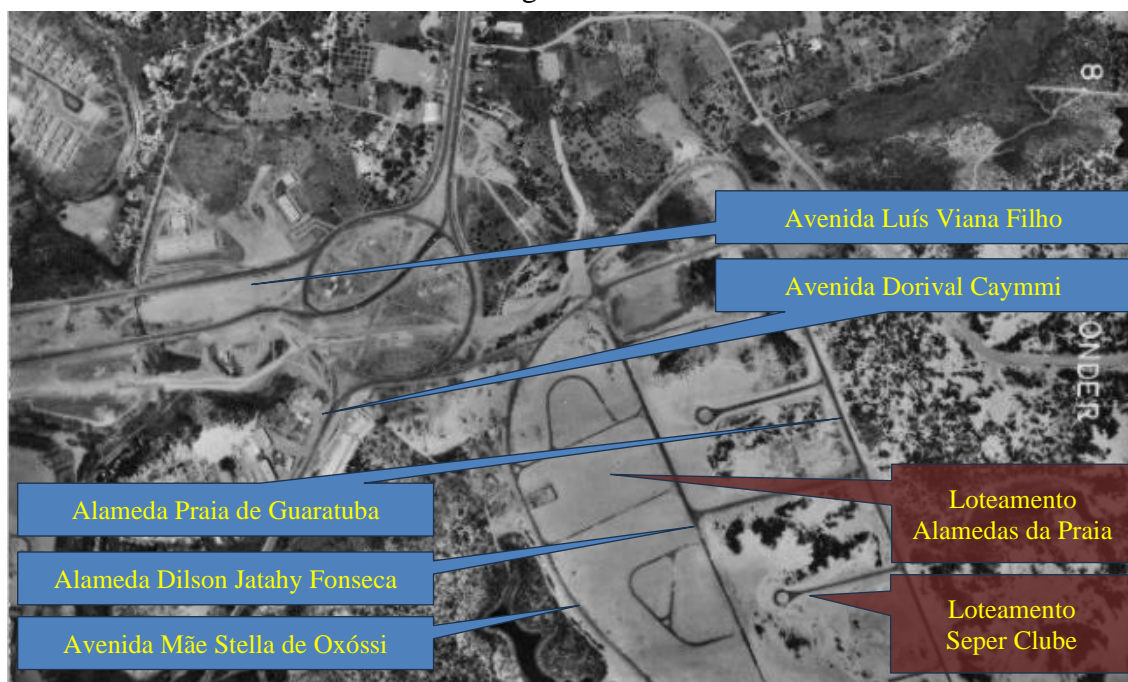 8
Avenida Luís Viana Filho
Avenida Dorival Caymmi
ONDER
Alameda Praia de Guaratuba
Loteamento
Alamedas da Praia
Alameda Dilson Jatahy Fonseca
Loteamento
Seper Clube
Avenida Mãe Stella de Oxóssi